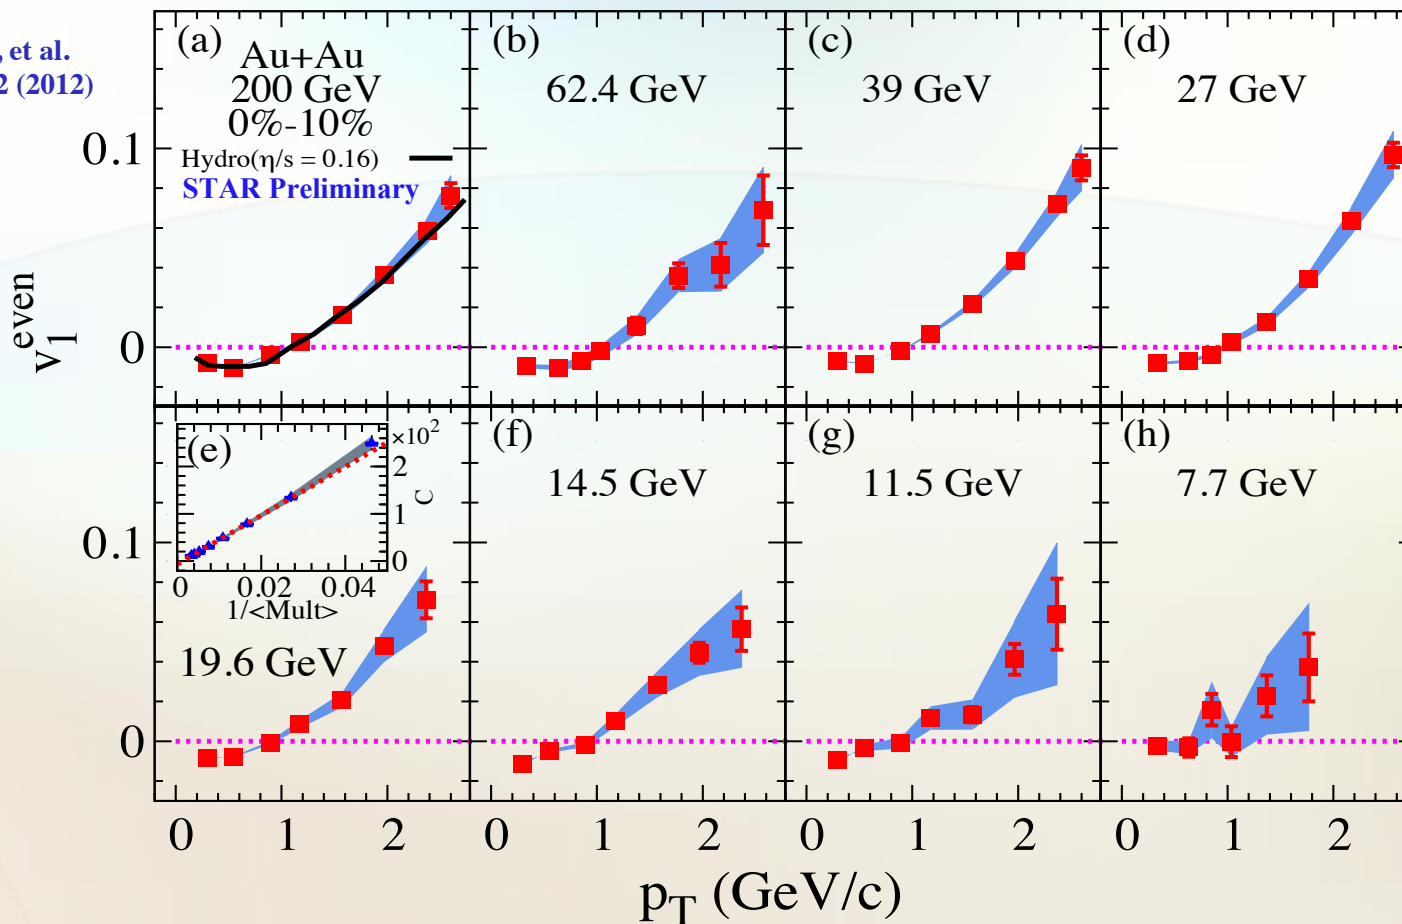 , et al.
2 (2012)
(a)
Au+Au
200 GeV
0%-10%
Hydro(η/s = 0.16)
STAR Preliminary
(b)
62.4 GeV
(c)
39 GeV
(d)
27 GeV
0.1
0
v₁^even
(e)
×10²
2
1
0
C
0 0.02 0.04
1/<Mult>
19.6 GeV
(f)
14.5 GeV
(g)
11.5 GeV
(h)
7.7 GeV
0.1
0
0 1 2 0 1 2 0 1 2 0 1 2
p_T (GeV/c)